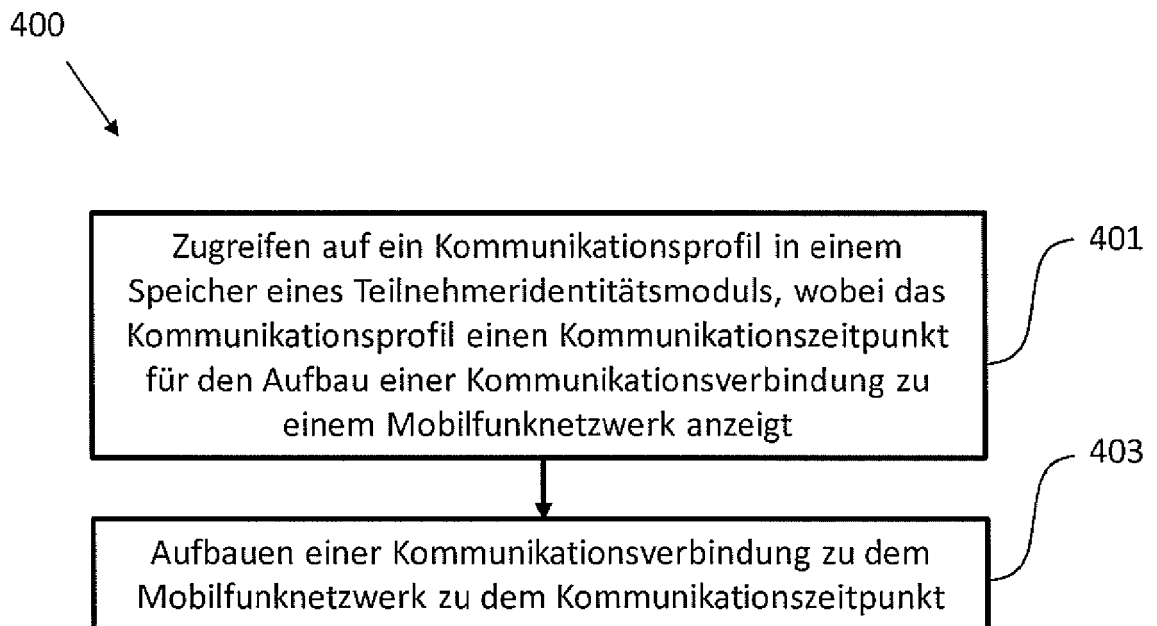 400
Zugreifen auf ein Kommunikationsprofil in einem
Speicher eines Teilnehmeridentitätsmoduls, wobei das
Kommunikationsprofil einen Kommunikationszeitpunkt
für den Aufbau einer Kommunikationsverbindung zu
einem Mobilfunknetzwerk anzeigt
401
403
Aufbauen einer Kommunikationsverbindung zu dem
Mobilfunknetzwerk zu dem Kommunikationszeitpunkt